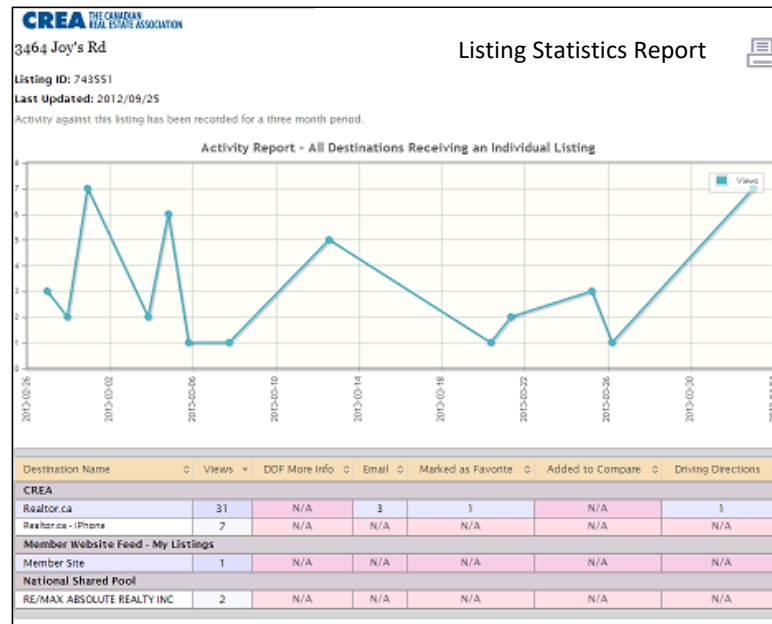 CREA THE CANADIAN
REAL ESTATE ASSOCIATION
3464 Joy's Rd
Listing Statistics Report
Listing ID: 743551
Last Updated: 2012/09/25
Activity against this listing has been recorded for a three month period.
Activity Report - All Destinations Receiving an Individual Listing
Views
8
7
6
5
4
3
2
1
0
2013-02-26 2013-03-02 2013-03-06 2013-03-10 2013-03-14 2013-03-18 2013-03-22 2013-03-26 2013-03-30
Destination Name Views DDF More Info Email Marked as Favorite Added to Compare Driving Directions
CREA
Realtor.ca 31 N/A 3 1 N/A 1
Realtor.ca - iPhone 7 N/A N/A N/A N/A N/A
Member Website Feed - My Listings
Member Site 1 N/A N/A N/A N/A N/A
National Shared Pool
RE/MAX ABSOLUTE REALTY INC 2 N/A N/A N/A N/A N/A